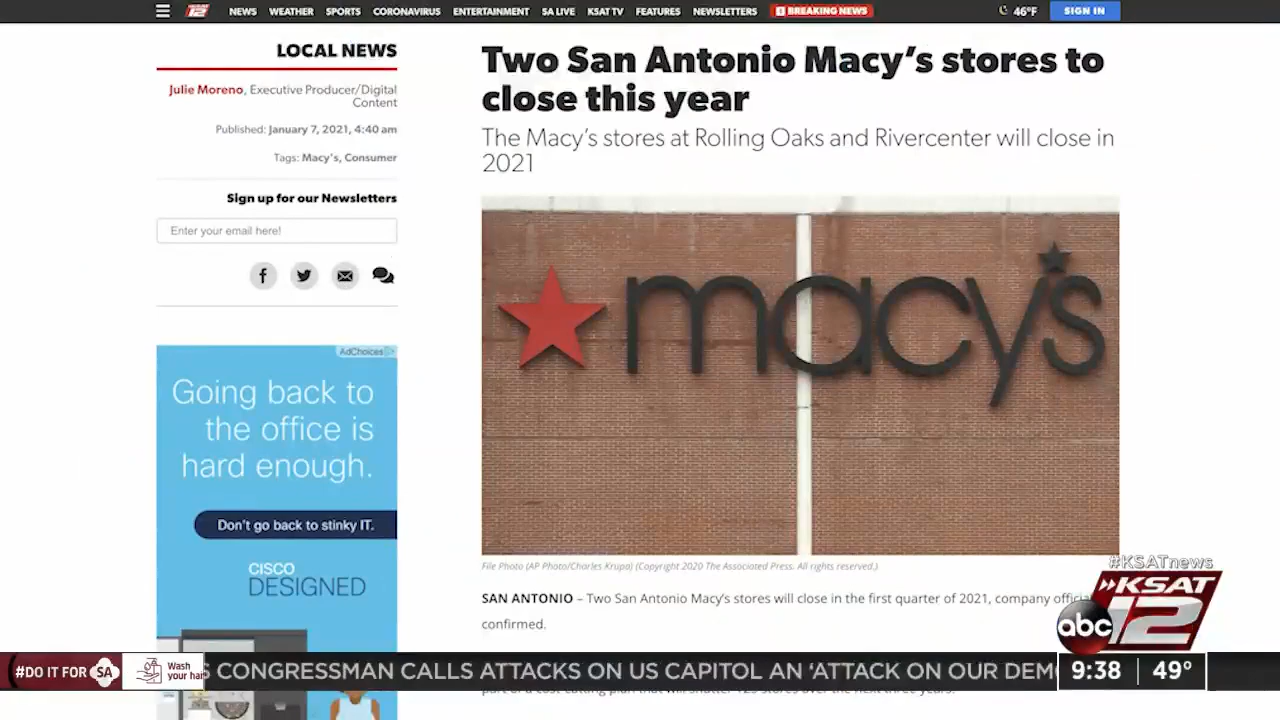 NEWS WEATHER SPORTS CORONAVIRUS ENTERTAINMENT SA LIVE KSAT TV FEATURES NEWSLETTERS BREAKING NEWS 46°F SIGN IN
LOCAL NEWS
Julie Moreno, Executive Producer/Digital
Content
Published: January 7, 2021, 4:40 am
Tags: Macy's, Consumer
Sign up for our Newsletters
Enter your email here!
AdChoices
Going back to
the office is
hard enough.
Don't go back to stinky IT.
CISCO
DESIGNED
Two San Antonio Macy's stores to
close this year
The Macy's stores at Rolling Oaks and Rivercenter will close in
2021
macy's
File Photo (AP Photo/Charles Krupa) (Copyright 2020 The Associated Press. All rights reserved.)
SAN ANTONIO – Two San Antonio Macy's stores will close in the first quarter of 2021, company
confirmed.
#KSATnews
KSAT
abc 12
#DO IT FOR SA
Wash
your
CONGRESSMAN CALLS ATTACKS ON US CAPITOL AN 'ATTACK ON OUR
9:38 49°